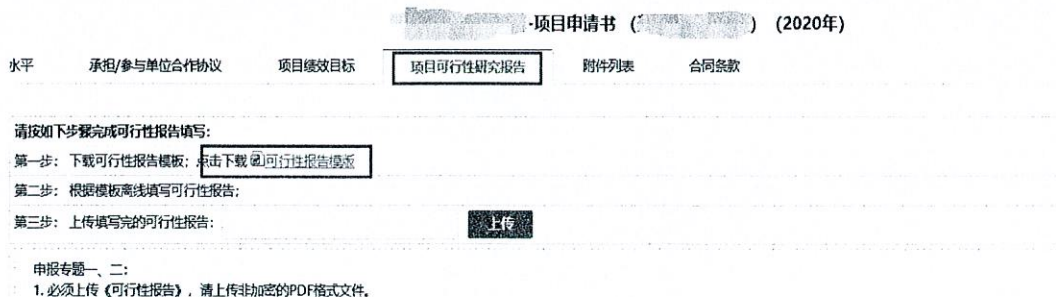 -项目申请书 ( ) (2020年)
水平 承担/参与单位合作协议 项目绩效目标 项目可行性研究报告 附件列表 合同条款
请按如下步骤完成可行性报告填写:
第一步: 下载可行性报告模板; 点击下载 可行性报告模版
第二步: 根据模板离线填写可行性报告;
第三步: 上传填写完的可行性报告: 上传
申报专题一、二:
1. 必须上传《可行性报告》, 请上传非加密的PDF格式文件。